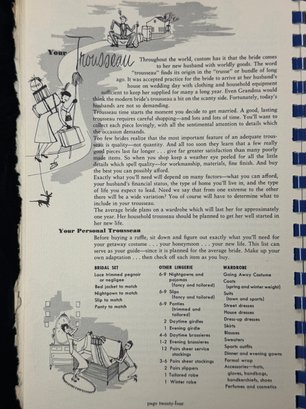 Your Trousseau
Throughout the world, custom has it that the bride comes
to her new husband with worldly goods. The word
"trousseau" finds its origin in the "trusse" or bundle of long
ago. It was accepted practice for the bride to arrive at her husband's
house on wedding day with clothing and household equipment
sufficient to keep her supplied for many a year. Even Grandma would
think the modern bride's trousseau a bit on the scanty side. Fortunately, today's
husbands are not so demanding.
Trousseau time starts the moment you decide to get married. A good, lasting
trousseau requires careful shopping—and lots and lots of time. You'll want to
collect each piece lovingly, with all the sentimental attention to details which
the occasion demands.
Too few brides realize that the most important feature of an adequate trous-
seau is quality—not quantity. And all too soon they learn that a few really
good pieces last far longer . . . give far greater satisfaction than many poorly
made items. So when you shop keep a weather eye peeled for all the little
details which spell quality—for workmanship, materials, fine finish. And buy
the best you can possibly afford.
Exactly what you'll need will depend on many factors—what you can afford,
your husband's financial status, the type of home you'll live in, and the type
of life you expect to lead. Need we say that from one extreme to the other
there will be a wide variation? You of course will have to determine what to
include in your trousseau.
The average bride plans on a wardrobe which will last her for approximately
one year. Her household trousseau should be planned to get her well started in
her new life.
Your Personal Trousseau
Before buying a ruffle, sit down and figure out exactly what you'll need for
your getaway costume . . . your honeymoon . . . your new life. This list can
serve as your guide—since it is planned for the average bride. Make up your
own adaptation . . . then check off each item as you buy.
BRIDAL SET
Lace trimmed peignoir
or negligee
Bed jacket to match
Nightgown to match
Slip to match
Panty to match
OTHER LINGERIE
6-9 Nightgowns and
pajamas
(fancy and tailored)
6-9 Slips
(fancy and tailored)
6-9 Panties
(trimmed and
tailored)
2 Daytime girdles
1 Evening girdle
4-6 Daytime brassieres
1-2 Evening brassieres
12 Pairs sheer service
stockings
3-6 Pairs sheer stockings
2 Pairs slippers
1 Tailored robe
1 Winter robe
WARDROBE
Going Away Costume
Coats
(spring and winter weight)
Suits
(town and sports)
Street dresses
House dresses
Dress-up dresses
Skirts
Blouses
Sweaters
Sports outfits
Dinner and evening gowns
Formal wrap
Accessories—hats,
gloves, handbags,
handkerchiefs, shoes
Perfumes and cosmetics
page twenty-four